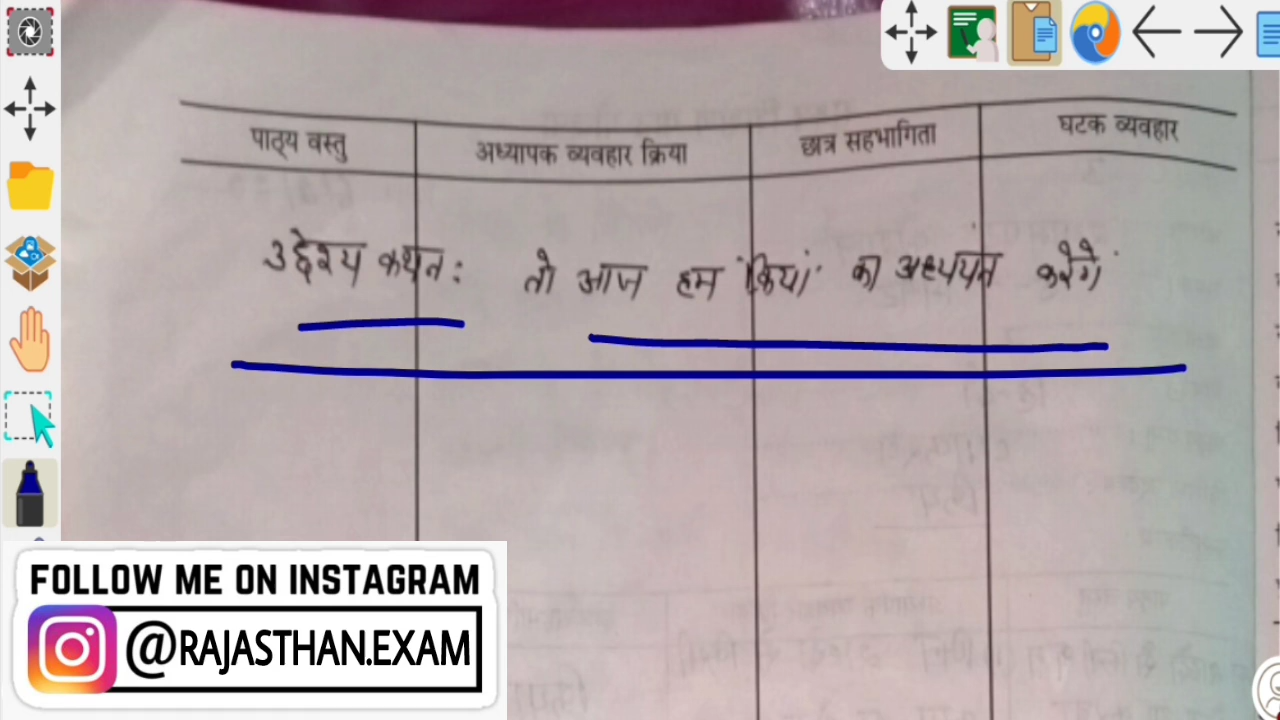 पाठ्य वस्तु अध्यापक व्यवहार क्रिया छात्र सहभागिता घटक व्यवहार
उद्देश्य कथन : तो आज हम "क्रिया" का अध्ययन करेगें
FOLLOW ME ON INSTAGRAM
@RAJASTHAN.EXAM